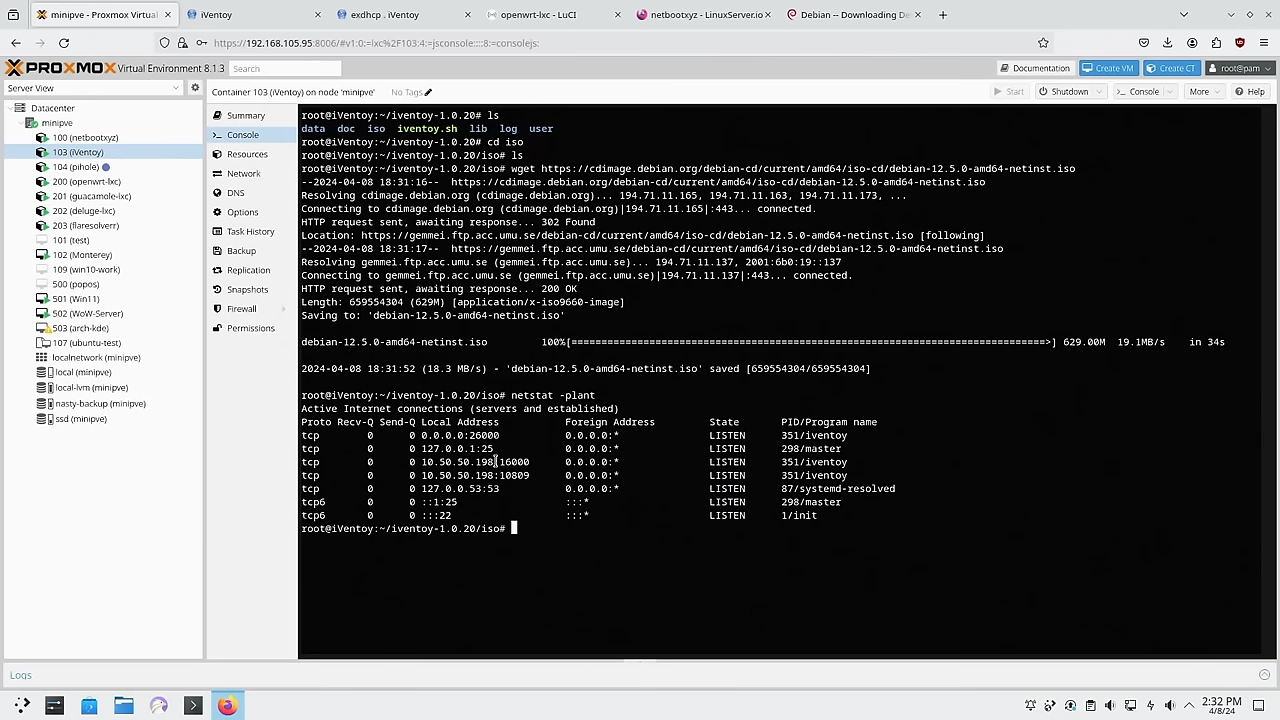 minipve - Proxmox Virtual
iVentoy
exdhcp . iVentoy
openwrt-lxc - LuCI
netbootxyz - LinuxServer.io
Debian -- Downloading De
https://192.168.105.95:8006/#v1:0:=lxc%2F103:4:=jsconsole::::8:=consolejs:
PROXMOX Virtual Environment 8.1.3
Search
Documentation
Create VM
Create CT
root@pam
Server View
Container 103 (iVentoy) on node 'minipve'
No Tags
Start
Shutdown
Console
More
Help
Datacenter
minipve
100 (netbootxyz)
103 (iVentoy)
104 (pihole)
200 (openwrt-lxc)
201 (guacamole-lxc)
202 (deluge-lxc)
203 (flaresolverr)
101 (test)
102 (Monterey)
109 (win10-work)
500 (popos)
501 (Win11)
502 (WoW-Server)
503 (arch-kde)
107 (ubuntu-test)
localnetwork (minipve)
local (minipve)
local-lvm (minipve)
nasty-backup (minipve)
ssd (minipve)
Summary
Console
Resources
Network
DNS
Options
Task History
Backup
Replication
Snapshots
Firewall
Permissions
root@iVentoy:~/iventoy-1.0.20# ls
data doc iso iventoy.sh lib log user
root@iVentoy:~/iventoy-1.0.20# cd iso
root@iVentoy:~/iventoy-1.0.20/iso# ls
root@iVentoy:~/iventoy-1.0.20/iso# wget https://cdimage.debian.org/debian-cd/current/amd64/iso-cd/debian-12.5.0-amd64-netinst.iso
--2024-04-08 18:31:16-- https://cdimage.debian.org/debian-cd/current/amd64/iso-cd/debian-12.5.0-amd64-netinst.iso
Resolving cdimage.debian.org (cdimage.debian.org)... 194.71.11.165, 194.71.11.163, 194.71.11.173, ...
Connecting to cdimage.debian.org (cdimage.debian.org)|194.71.11.165|:443... connected.
HTTP request sent, awaiting response... 302 Found
Location: https://gemmei.ftp.acc.umu.se/debian-cd/current/amd64/iso-cd/debian-12.5.0-amd64-netinst.iso [following]
--2024-04-08 18:31:17-- https://gemmei.ftp.acc.umu.se/debian-cd/current/amd64/iso-cd/debian-12.5.0-amd64-netinst.iso
Resolving gemmei.ftp.acc.umu.se (gemmei.ftp.acc.umu.se)... 194.71.11.137, 2001:6b0:19::137
Connecting to gemmei.ftp.acc.umu.se (gemmei.ftp.acc.umu.se)|194.71.11.137|:443... connected.
HTTP request sent, awaiting response... 200 OK
Length: 659554304 (629M) [application/x-iso9660-image]
Saving to: 'debian-12.5.0-amd64-netinst.iso'
debian-12.5.0-amd64-netinst.iso 100%[=====================================================================================>] 629.00M 19.1MB/s in 34s
2024-04-08 18:31:52 (18.3 MB/s) - 'debian-12.5.0-amd64-netinst.iso' saved [659554304/659554304]
root@iVentoy:~/iventoy-1.0.20/iso# netstat -plant
Active Internet connections (servers and established)
Proto Recv-Q Send-Q Local Address Foreign Address State PID/Program name
tcp 0 0 0.0.0.0:26000 0.0.0.0:* LISTEN 351/iventoy
tcp 0 0 127.0.0.1:25 0.0.0.0:* LISTEN 298/master
tcp 0 0 10.50.50.198:16000 0.0.0.0:* LISTEN 351/iventoy
tcp 0 0 10.50.50.198:10809 0.0.0.0:* LISTEN 351/iventoy
tcp 0 0 127.0.0.53:53 0.0.0.0:* LISTEN 87/systemd-resolved
tcp6 0 0 ::1:25 :::* LISTEN 298/master
tcp6 0 0 :::22 :::* LISTEN 1/init
root@iVentoy:~/iventoy-1.0.20/iso#
Logs
2:32 PM
4/8/24